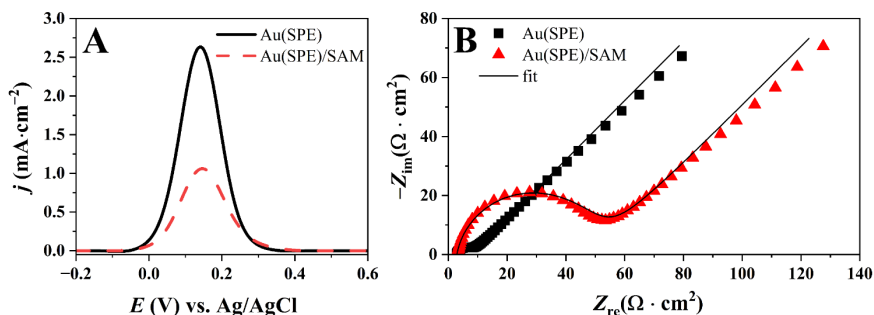 A
Au(SPE)
Au(SPE)/SAM
3.0
2.5
2.0
1.5
1.0
0.5
0.0
j (mA·cm⁻²)
−0.2 0.0 0.2 0.4 0.6
E (V) vs. Ag/AgCl
B
Au(SPE)
Au(SPE)/SAM
fit
80
60
40
20
0
−Zim(Ω · cm²)
0 20 40 60 80 100 120 140
Zre(Ω · cm²)